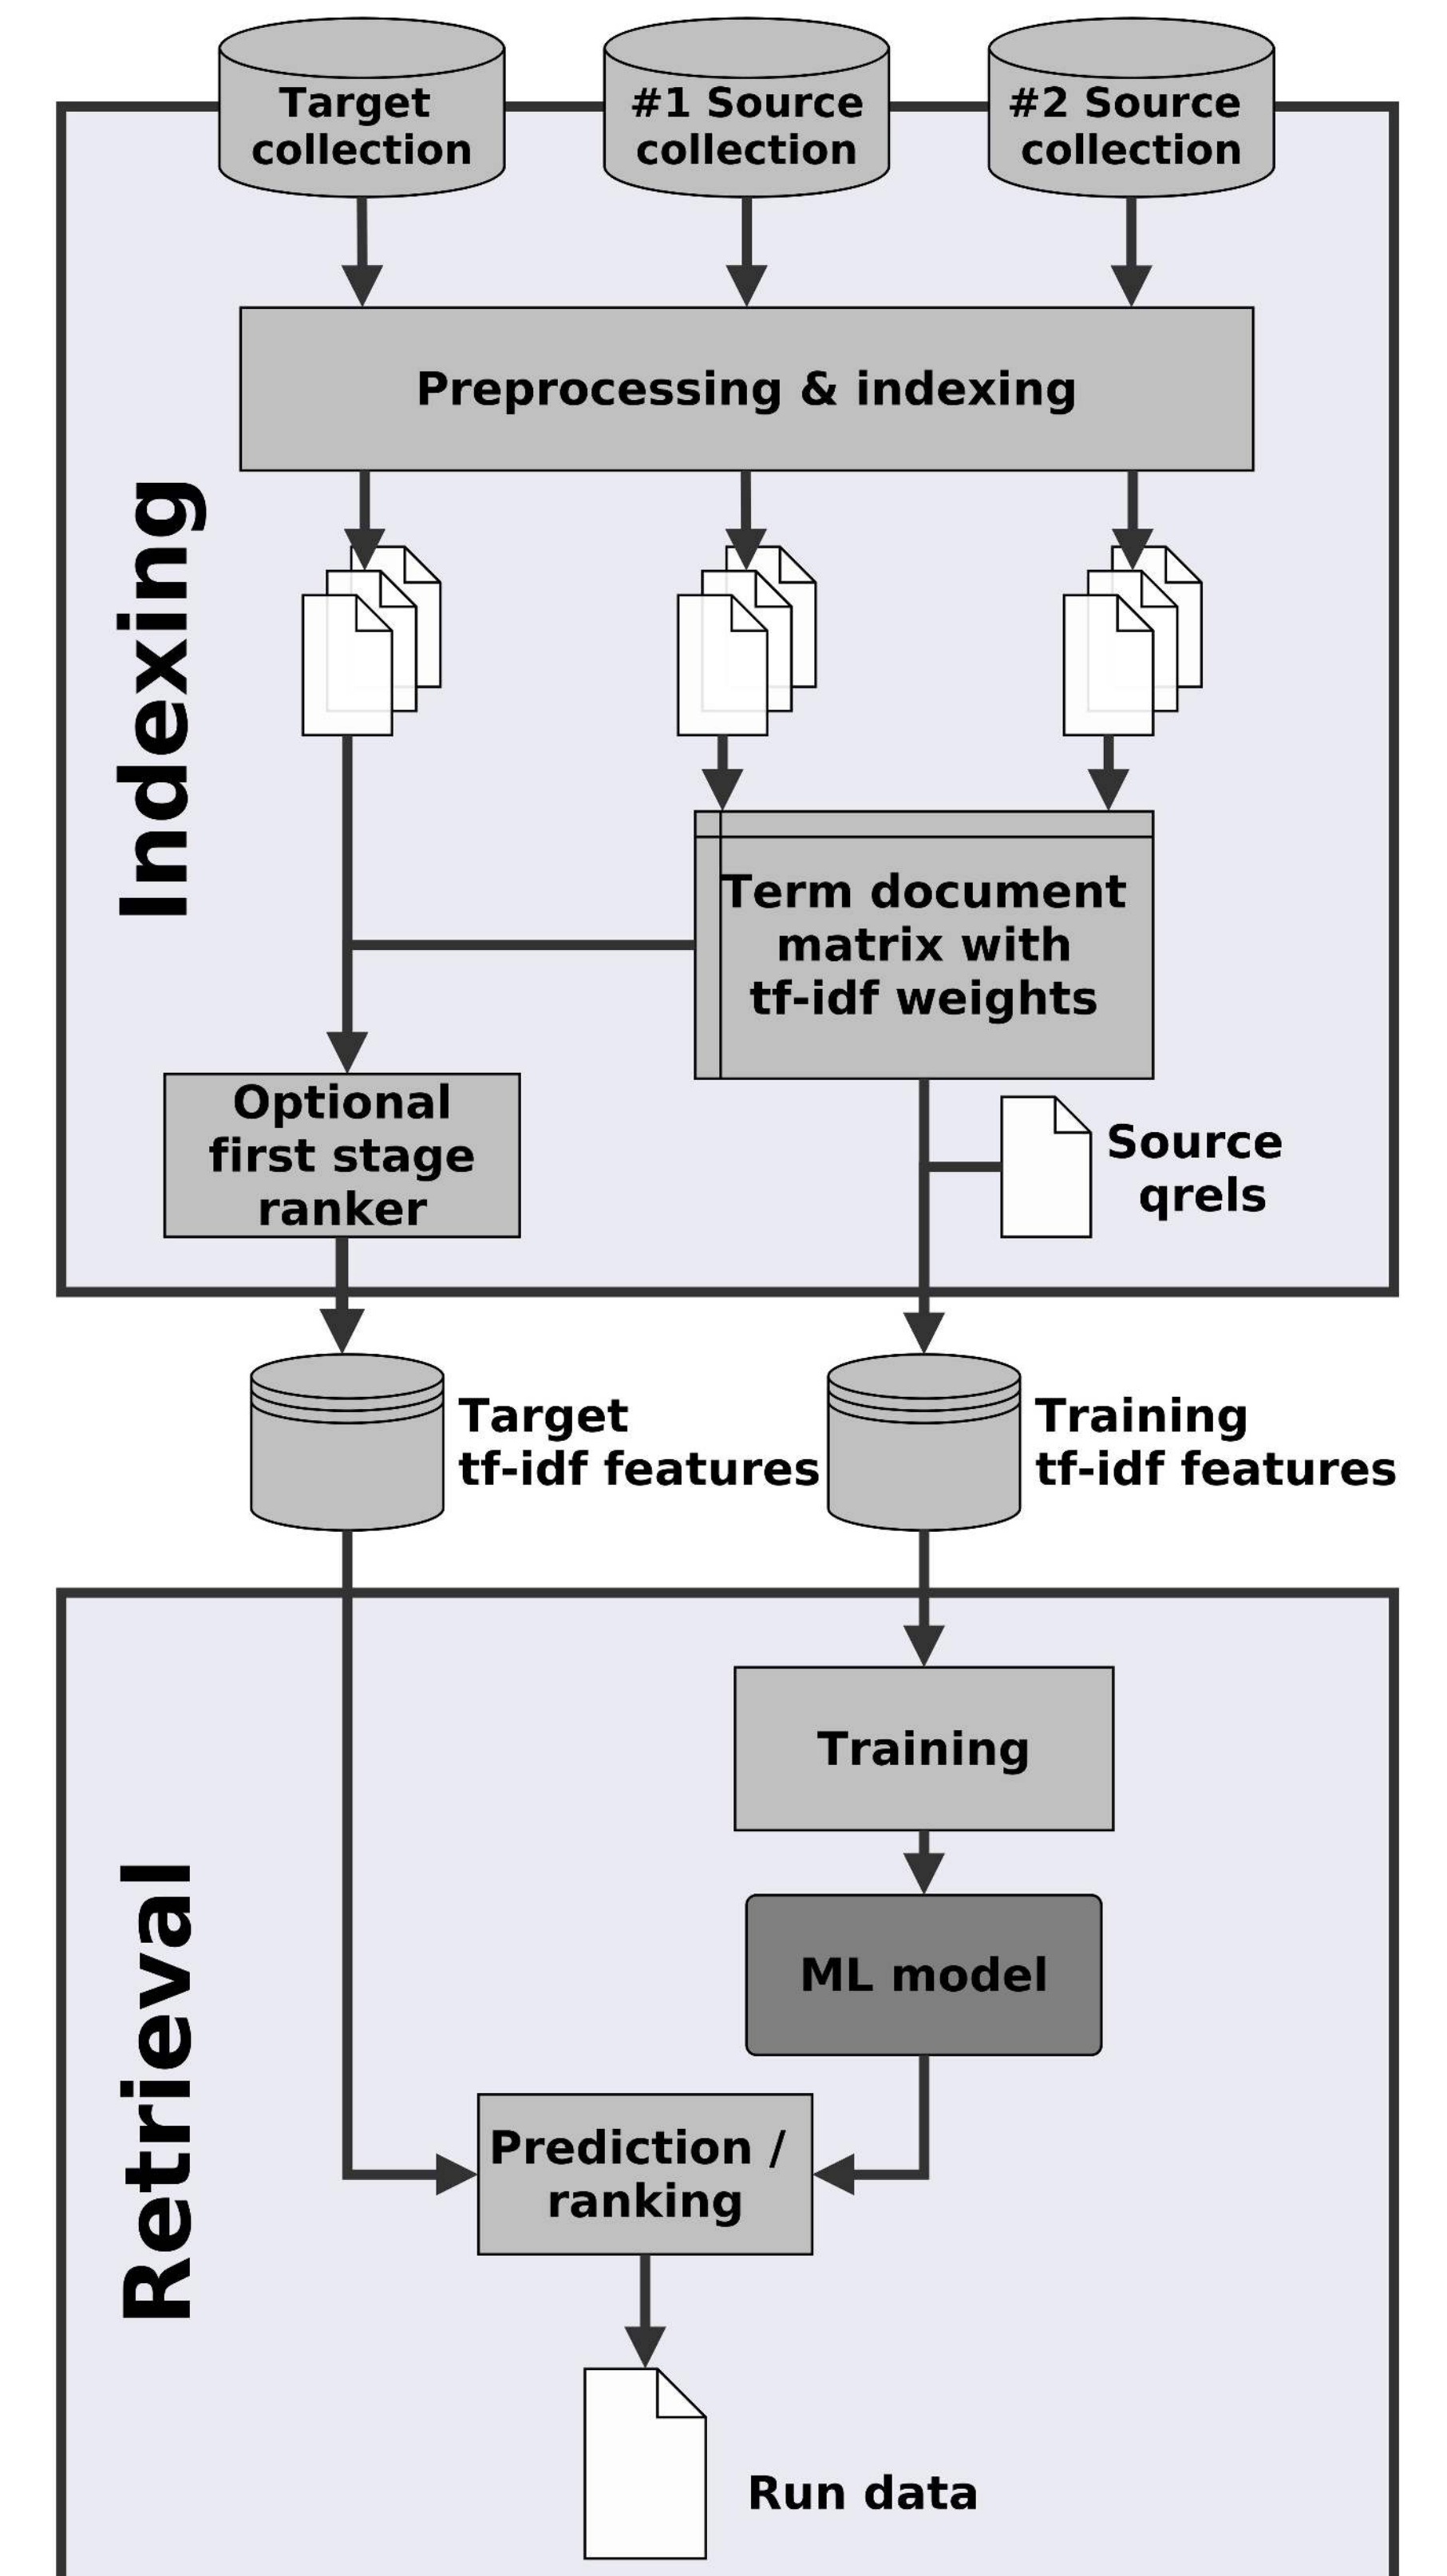 Target
collection
#1 Source
collection
#2 Source
collection
Preprocessing & indexing
Indexing
Term document
matrix with
tf-idf weights
Optional
first stage
ranker
Source
qrels
Target
tf-idf features
Training
tf-idf features
Training
ML model
Retrieval
Prediction /
ranking
Run data